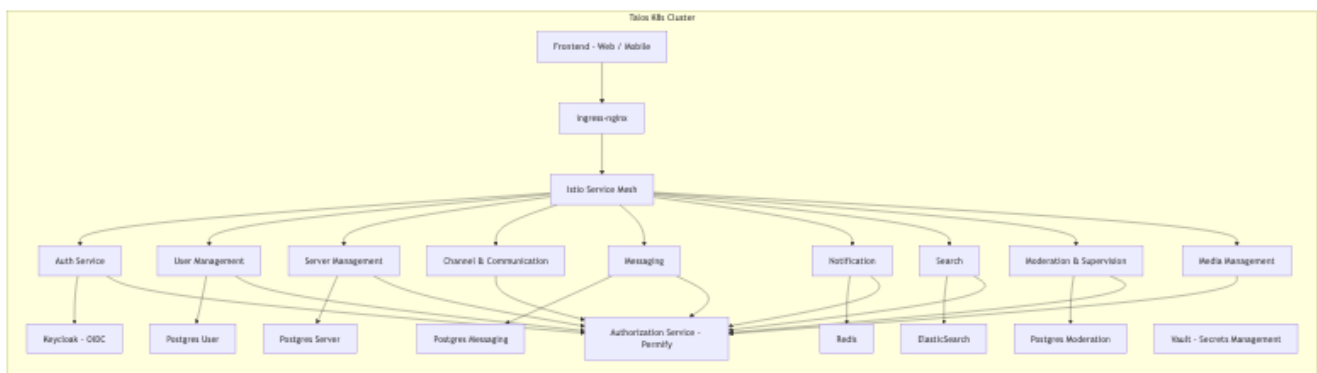 Talos K8s Cluster
Frontend - Web / Mobile
ingress-nginx
Istio Service Mesh
Auth Service
User Management
Server Management
Channel & Communication
Messaging
Notification
Search
Moderation & Supervision
Media Management
Keycloak - OIDC
Postgres User
Postgres Server
Postgres Messaging
Authorization Service -
Permify
Redis
ElasticSearch
Postgres Moderation
Vault - Secrets Management